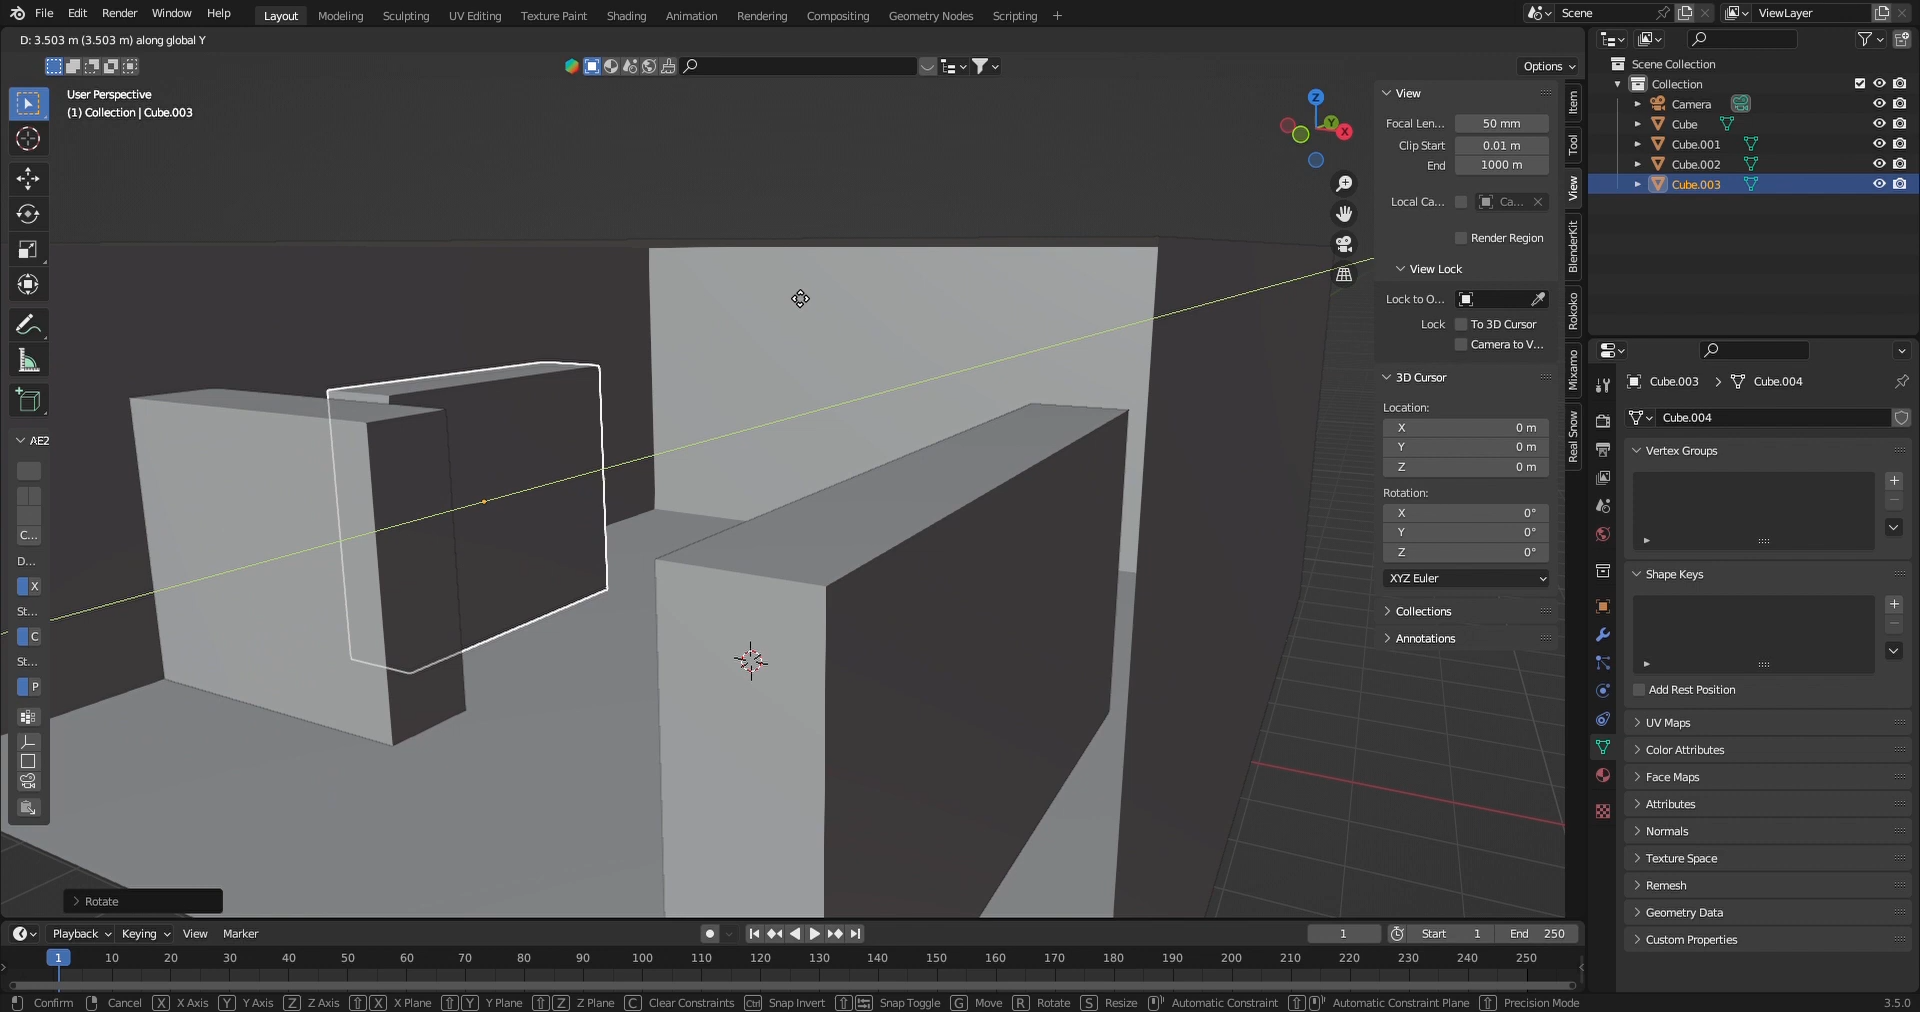 File Edit Render Window Help Layout Modeling Sculpting UV Editing Texture Paint Shading Animation Rendering Compositing Geometry Nodes Scripting + Scene ViewLayer
D: 3.503 m (3.503 m) along global Y
Options
User Perspective
(1) Collection | Cube.003
Z
Y
X
AE2
C...
D...
X
St...
C
St...
P
Rotate
View
Focal Len... 50 mm
Clip Start 0.01 m
End 1000 m
Local Ca... Ca...
Render Region
View Lock
Lock to O...
Lock To 3D Cursor
Camera to V...
3D Cursor
Location:
X 0 m
Y 0 m
Z 0 m
Rotation:
X 0°
Y 0°
Z 0°
XYZ Euler
Collections
Annotations
Item
Tool
View
BlenderKit
Rokoko
Mixamo
Real Snow
Scene Collection
Collection
Camera
Cube
Cube.001
Cube.002
Cube.003
Cube.003 > Cube.004
Cube.004
Vertex Groups
Shape Keys
Add Rest Position
UV Maps
Color Attributes
Face Maps
Attributes
Normals
Texture Space
Remesh
Geometry Data
Custom Properties
Playback Keying View Marker 1 Start 1 End 250
1 10 20 30 40 50 60 70 80 90 100 110 120 130 140 150 160 170 180 190 200 210 220 230 240 250
Confirm Cancel X X Axis Y Y Axis Z Z Axis X X Plane Y Y Plane Z Z Plane C Clear Constraints Ctrl Snap Invert Snap Toggle G Move R Rotate S Resize Automatic Constraint Automatic Constraint Plane Precision Mode 3.5.0